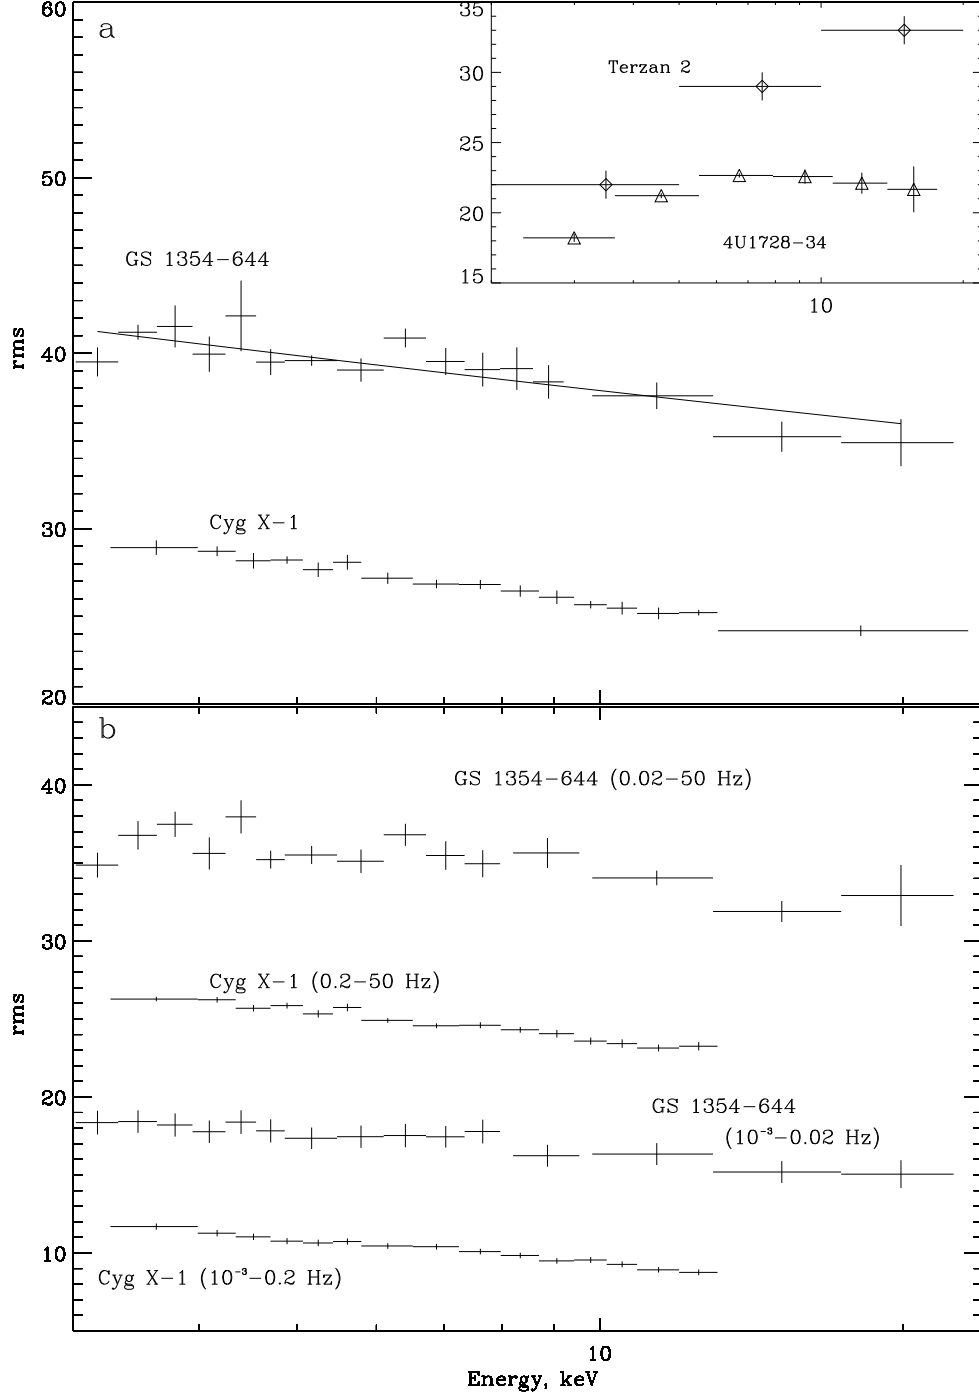 60
a
50
GS 1354-644
40
rms
30
Cyg X-1
20
35
Terzan 2
30
25
20
4U1728-34
15
10
b
GS 1354-644 (0.02-50 Hz)
40
30
Cyg X-1 (0.2-50 Hz)
rms
20
GS 1354-644
(10⁻³-0.02 Hz)
10
Cyg X-1 (10⁻³-0.2 Hz)
10
Energy, keV